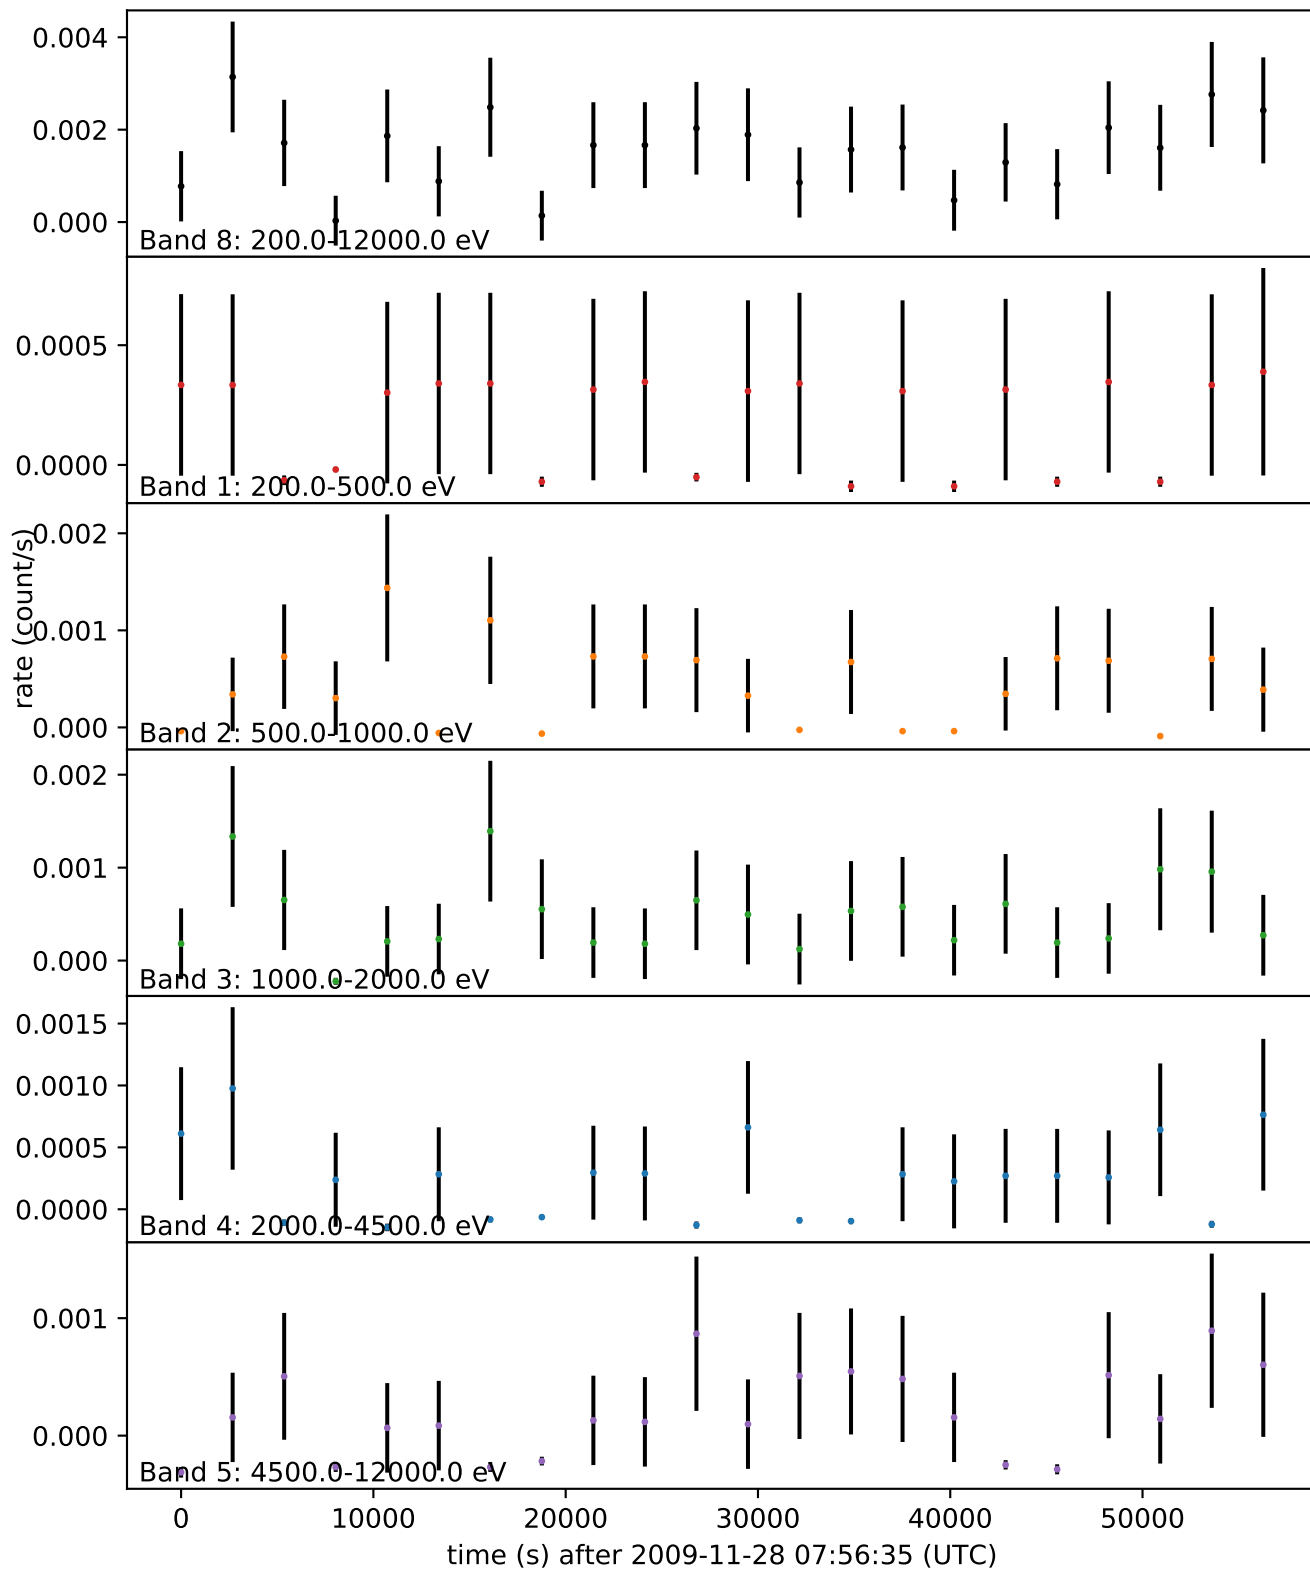 0.004
0.002
0.000
Band 8: 200.0-12000.0 eV
0.0005
0.0000
Band 1: 200.0-500.0 eV
rate (count/s)
0.002
0.001
0.000
Band 2: 500.0-1000.0 eV
0.002
0.001
0.000
Band 3: 1000.0-2000.0 eV
0.0015
0.0010
0.0005
0.0000
Band 4: 2000.0-4500.0 eV
0.001
0.000
Band 5: 4500.0-12000.0 eV
0 10000 20000 30000 40000 50000
time (s) after 2009-11-28 07:56:35 (UTC)